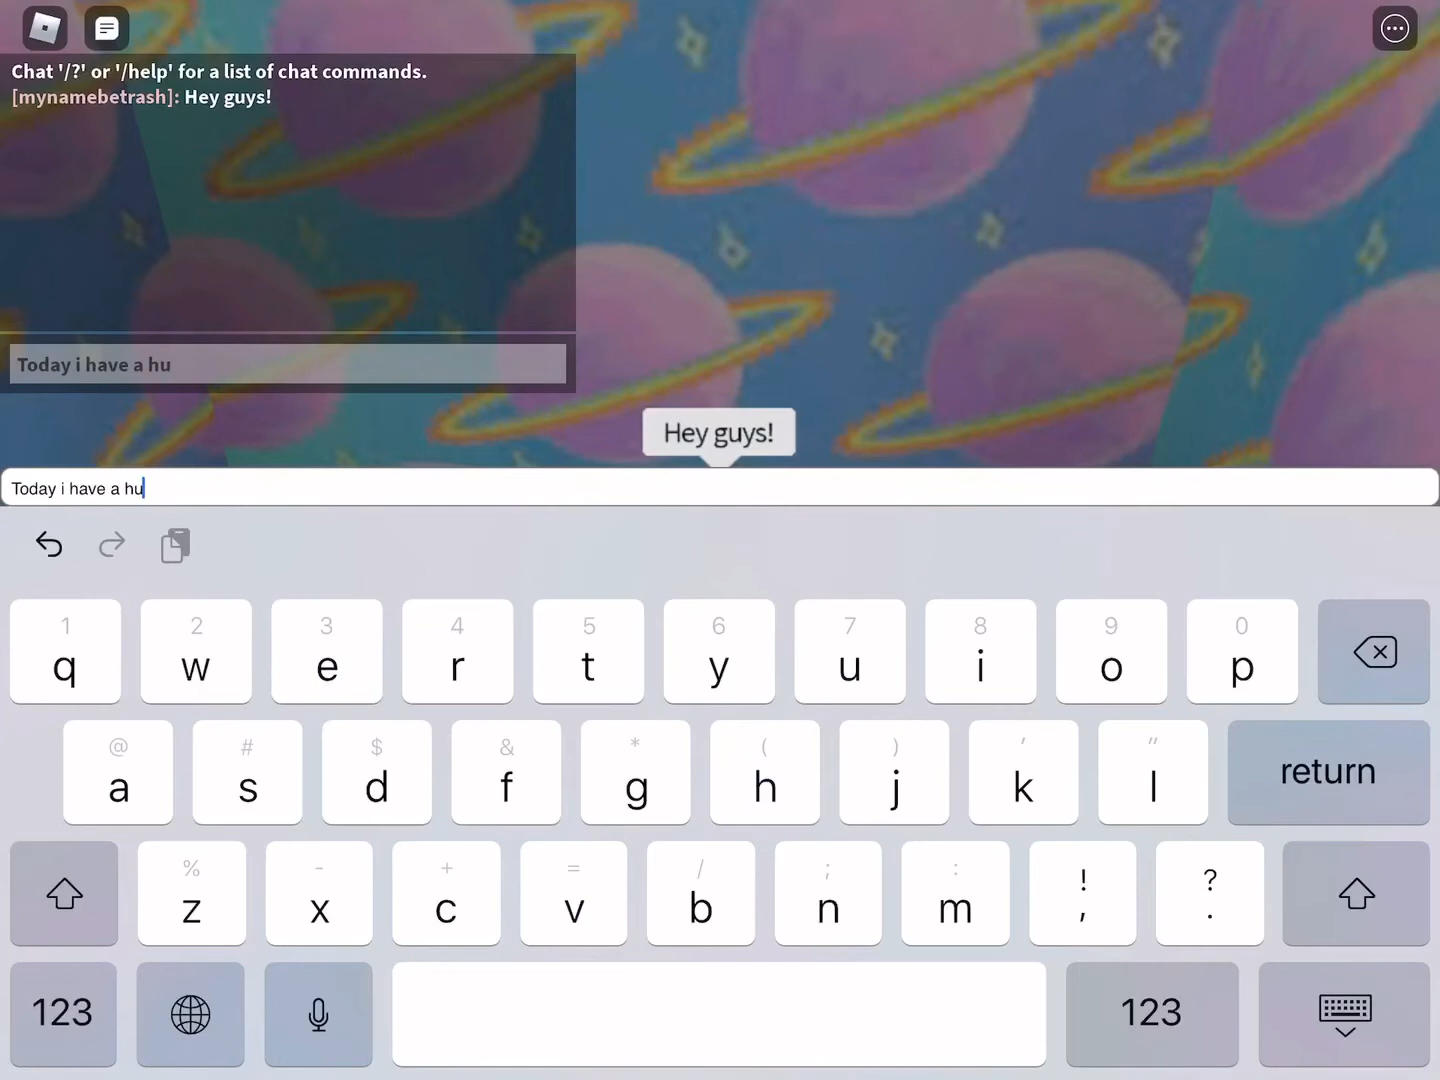 Chat '/?' or '/help' for a list of chat commands.
[mynamebetrash]: Hey guys!
Today i have a hu
Hey guys!
Today i have a hu
1 2 3 4 5 6 7 8 9 0
q w e r t y u i o p
@ # $ & * ( ) ' "
a s d f g h j k l return
% - + = / ; : ! ?
z x c v b n m , .
123 123